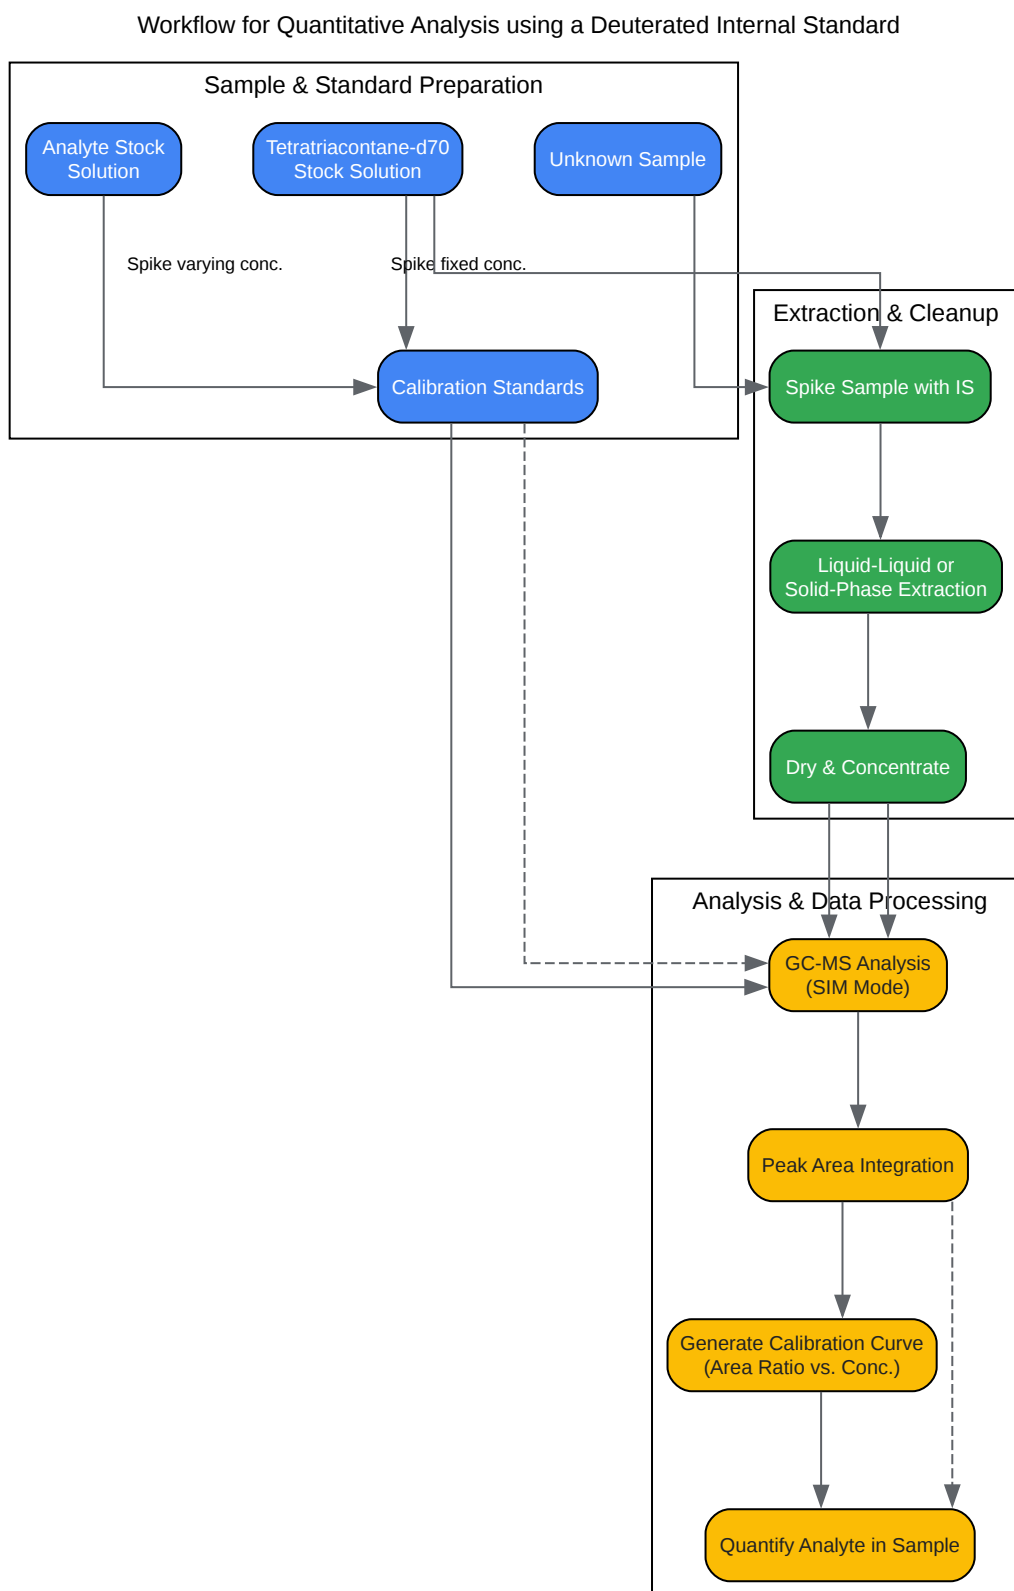 Workflow for Quantitative Analysis using a Deuterated Internal Standard
Sample & Standard Preparation
Analyte Stock
Solution
Tetratriacontane-d70
Stock Solution
Unknown Sample
Spike varying conc.
Spike fixed conc.
Calibration Standards
Extraction & Cleanup
Spike Sample with IS
Liquid-Liquid or
Solid-Phase Extraction
Dry & Concentrate
Analysis & Data Processing
GC-MS Analysis
(SIM Mode)
Peak Area Integration
Generate Calibration Curve
(Area Ratio vs. Conc.)
Quantify Analyte in Sample